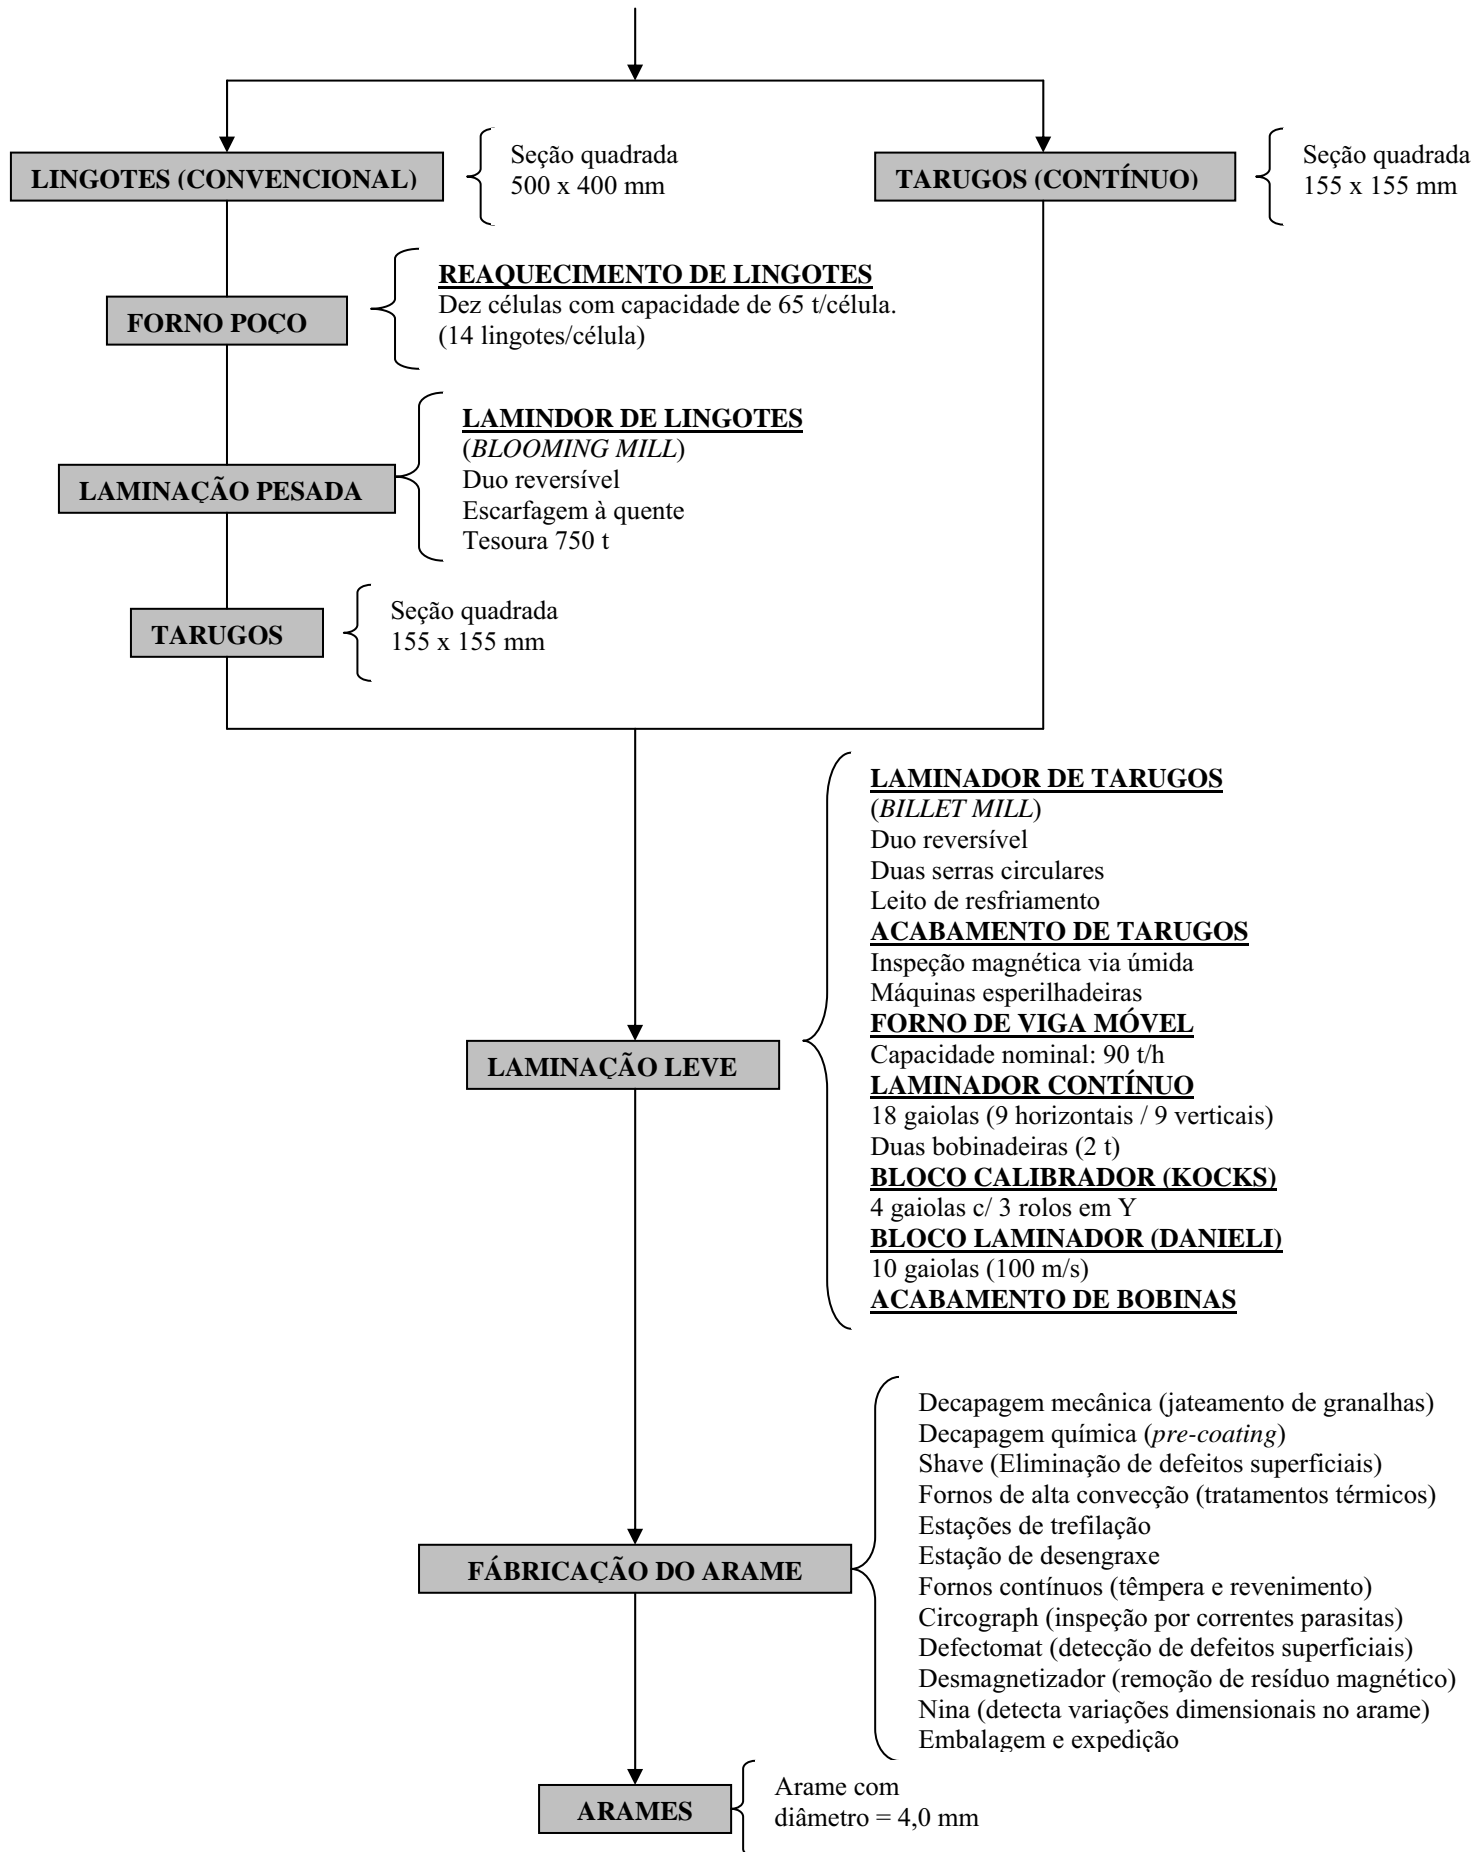 LINGOTES (CONVENCIONAL)
Seção quadrada
500 x 400 mm
TARUGOS (CONTÍNUO)
Seção quadrada
155 x 155 mm
FORNO POÇO
REAQUECIMENTO DE LINGOTES
Dez células com capacidade de 65 t/célula.
(14 lingotes/célula)
LAMINAÇÃO PESADA
LAMINDOR DE LINGOTES
(BLOOMING MILL)
Duo reversível
Escarfagem à quente
Tesoura 750 t
TARUGOS
Seção quadrada
155 x 155 mm
LAMINAÇÃO LEVE
LAMINADOR DE TARUGOS
(BILLET MILL)
Duo reversível
Duas serras circulares
Leito de resfriamento
ACABAMENTO DE TARUGOS
Inspeção magnética via úmida
Máquinas esperilhadeiras
FORNO DE VIGA MÓVEL
Capacidade nominal: 90 t/h
LAMINADOR CONTÍNUO
18 gaiolas (9 horizontais / 9 verticais)
Duas bobinadeiras (2 t)
BLOCO CALIBRADOR (KOCKS)
4 gaiolas c/ 3 rolos em Y
BLOCO LAMINADOR (DANIELI)
10 gaiolas (100 m/s)
ACABAMENTO DE BOBINAS
FÁBRICAÇÃO DO ARAME
Decapagem mecânica (jateamento de granalhas)
Decapagem química (pre-coating)
Shave (Eliminação de defeitos superficiais)
Fornos de alta convecção (tratamentos térmicos)
Estações de trefilação
Estação de desengraxe
Fornos contínuos (têmpera e revenimento)
Circograph (inspeção por correntes parasitas)
Defectomat (detecção de defeitos superficiais)
Desmagnetizador (remoção de resíduo magnético)
Nina (detecta variações dimensionais no arame)
Embalagem e expedição
ARAMES
Arame com
diâmetro = 4,0 mm